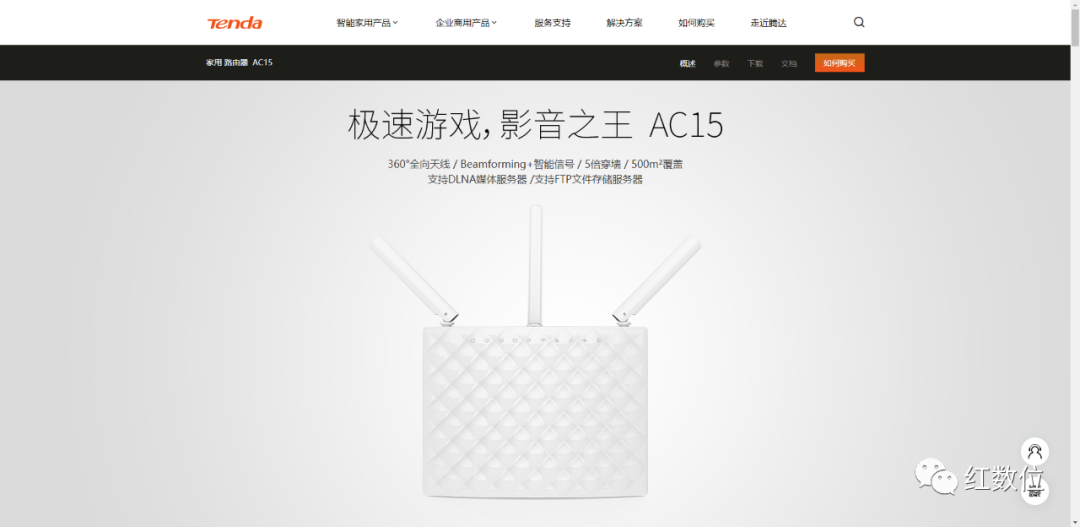 Tenda
智能家用产品 企业商用产品 服务支持 解决方案 如何购买 走近腾达
家用 路由器 AC15
概述 参数 下载 文档 如何购买
极速游戏，影音之王 AC15
360°全向天线 / Beamforming+智能信号 / 5倍穿墙 / 500m²覆盖
支持DLNA媒体服务器 /支持FTP文件存储服务器
红数位